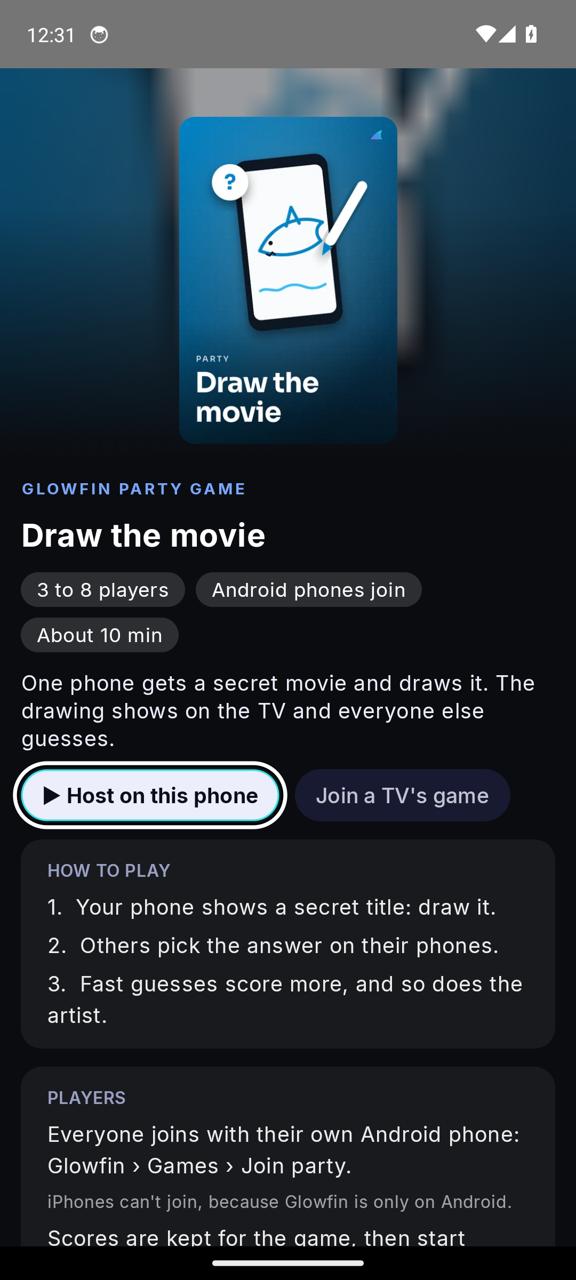 12:31
?
PARTY
Draw the
movie
GLOWFIN PARTY GAME
Draw the movie
3 to 8 players
Android phones join
About 10 min
One phone gets a secret movie and draws it. The
drawing shows on the TV and everyone else
guesses.
▶ Host on this phone
Join a TV's game
HOW TO PLAY
1. Your phone shows a secret title: draw it.
2. Others pick the answer on their phones.
3. Fast guesses score more, and so does the
artist.
PLAYERS
Everyone joins with their own Android phone:
Glowfin › Games › Join party.
iPhones can't join, because Glowfin is only on Android.
Scores are kept for the game, then start